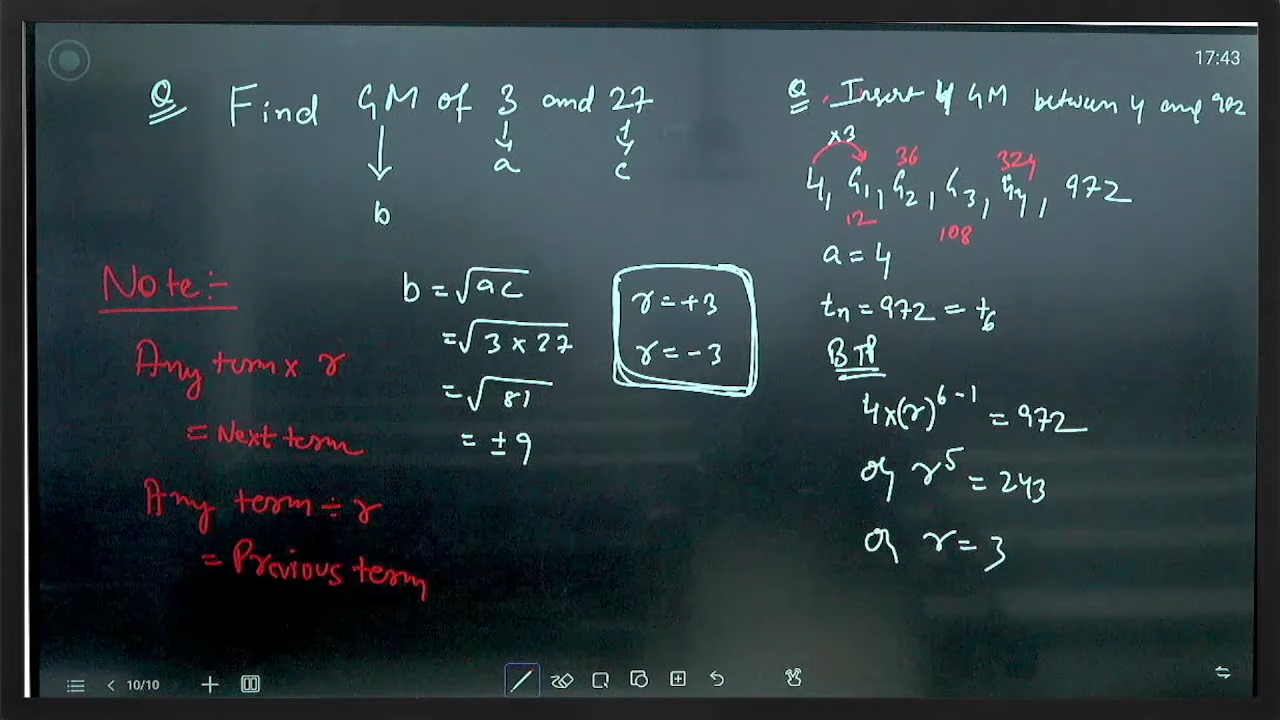 17:43
Q Find GM of 3 and 27
a
c
b
Note:-
Any term × r
= Next term
Any term ÷ r
= Previous term
b = √ac
= √3 × 27
= √81
= ± 9
r = +3
r = -3
Q. Insert 4 GM between 4 and 972
×3
36
324
4, G1, G2, G3, G4, 972
12
108
a = 4
tn = 972 = t6
BTP
4×(r)^6-1 = 972
or r^5 = 243
or r = 3
10/10